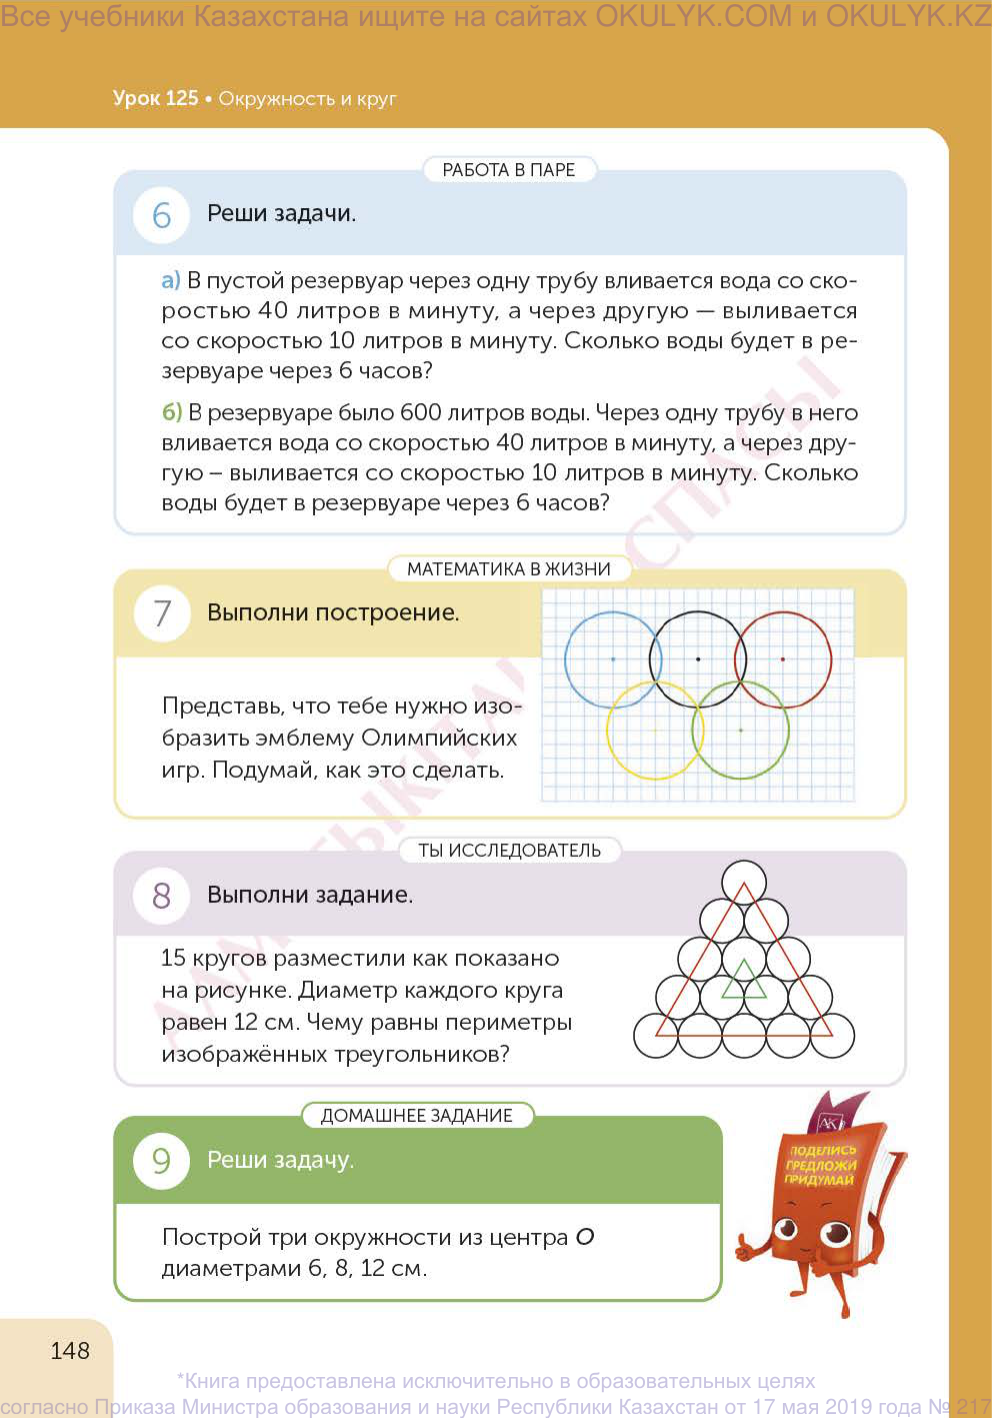 Все учебники Казахстана ищите на сайтах OKULYK.COM и OKULYK.KZ
Урок 125 • Окружность и круг
РАБОТА В ПАРЕ
6 Реши задачи.
а) В пустой резервуар через одну трубу вливается вода со ско-
ростью 40 литров в минуту, а через другую — выливается
со скоростью 10 литров в минуту. Сколько воды будет в ре-
зервуаре через 6 часов?
б) В резервуаре было 600 литров воды. Через одну трубу в него
вливается вода со скоростью 40 литров в минуту, а через дру-
гую – выливается со скоростью 10 литров в минуту. Сколько
воды будет в резервуаре через 6 часов?
МАТЕМАТИКА В ЖИЗНИ
7 Выполни построение.
Представь, что тебе нужно изо-
бразить эмблему Олимпийских
игр. Подумай, как это сделать.
ТЫ ИССЛЕДОВАТЕЛЬ
8 Выполни задание.
15 кругов разместили как показано
на рисунке. Диаметр каждого круга
равен 12 см. Чему равны периметры
изображённых треугольников?
ДОМАШНЕЕ ЗАДАНИЕ
9 Реши задачу.
Построй три окружности из центра О
диаметрами 6, 8, 12 см.
ПОДЕЛИСЬ
ПРЕДЛОЖИ
ПРИДУМАЙ
148
*Книга предоставлена исключительно в образовательных целях
согласно Приказа Министра образования и науки Республики Казахстан от 17 мая 2019 года № 217